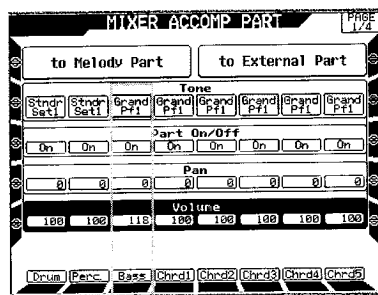 MIXER ACCOMP PART
PAGE
1/4
to Melody Part
to External Part
Tone
Stndr Stndr Grand Grand Grand Grand Grand Grand
Set1 Set1 Pf1 Pf1 Pf1 Pf1 Pf1 Pf1
Part On/Off
On On On On On On On On
Pan
0 0 0 0 0 0 0 0
Volume
100 100 118 100 100 100 100 100
Drum Perc. Bass Chrd1 Chrd2 Chrd3 Chrd4 Chrd5